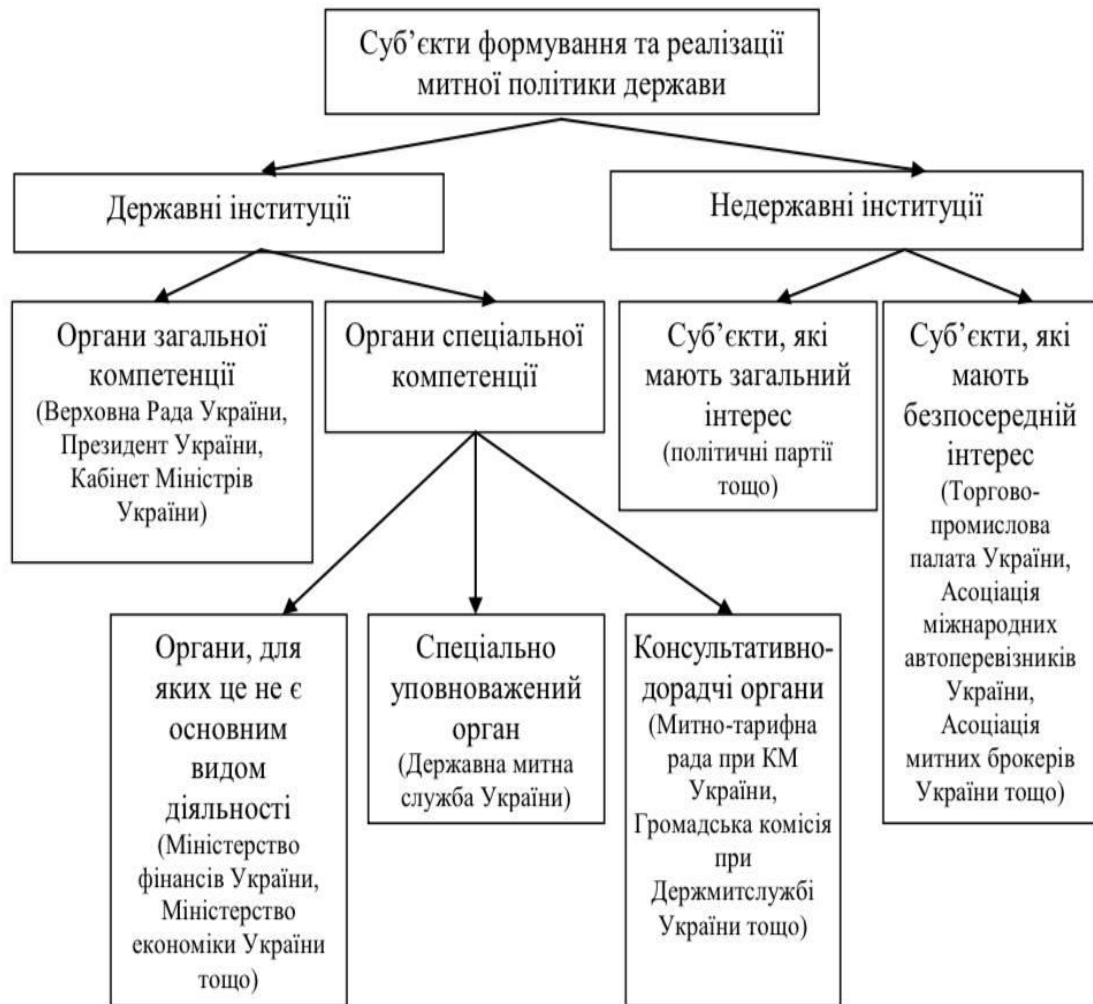 Суб’єкти формування та реалізації
митної політики держави
Державні інституції
Недержавні інституції
Органи загальної
компетенції
(Верховна Рада України,
Президент України,
Кабінет Міністрів
України)
Органи спеціальної
компетенції
Суб’єкти, які
мають загальний
інтерес
(політичні партії
тощо)
Суб’єкти, які
мають
безпосередній
інтерес
(Торгово-
промислова
палата України,
Асоціація
міжнародних
автоперевізників
України,
Асоціація
митних брокерів
України тощо)
Органи, для
яких це не є
основним
видом
діяльності
(Міністерство
фінансів України,
Міністерство
економіки України
тощо)
Спеціально
уповноважений
орган
(Державна митна
служба України)
Консультативно-
дорадчі органи
(Митно-тарифна
рада при КМ
України,
Громадська комісія
при
Держмитслужбі
України тощо)